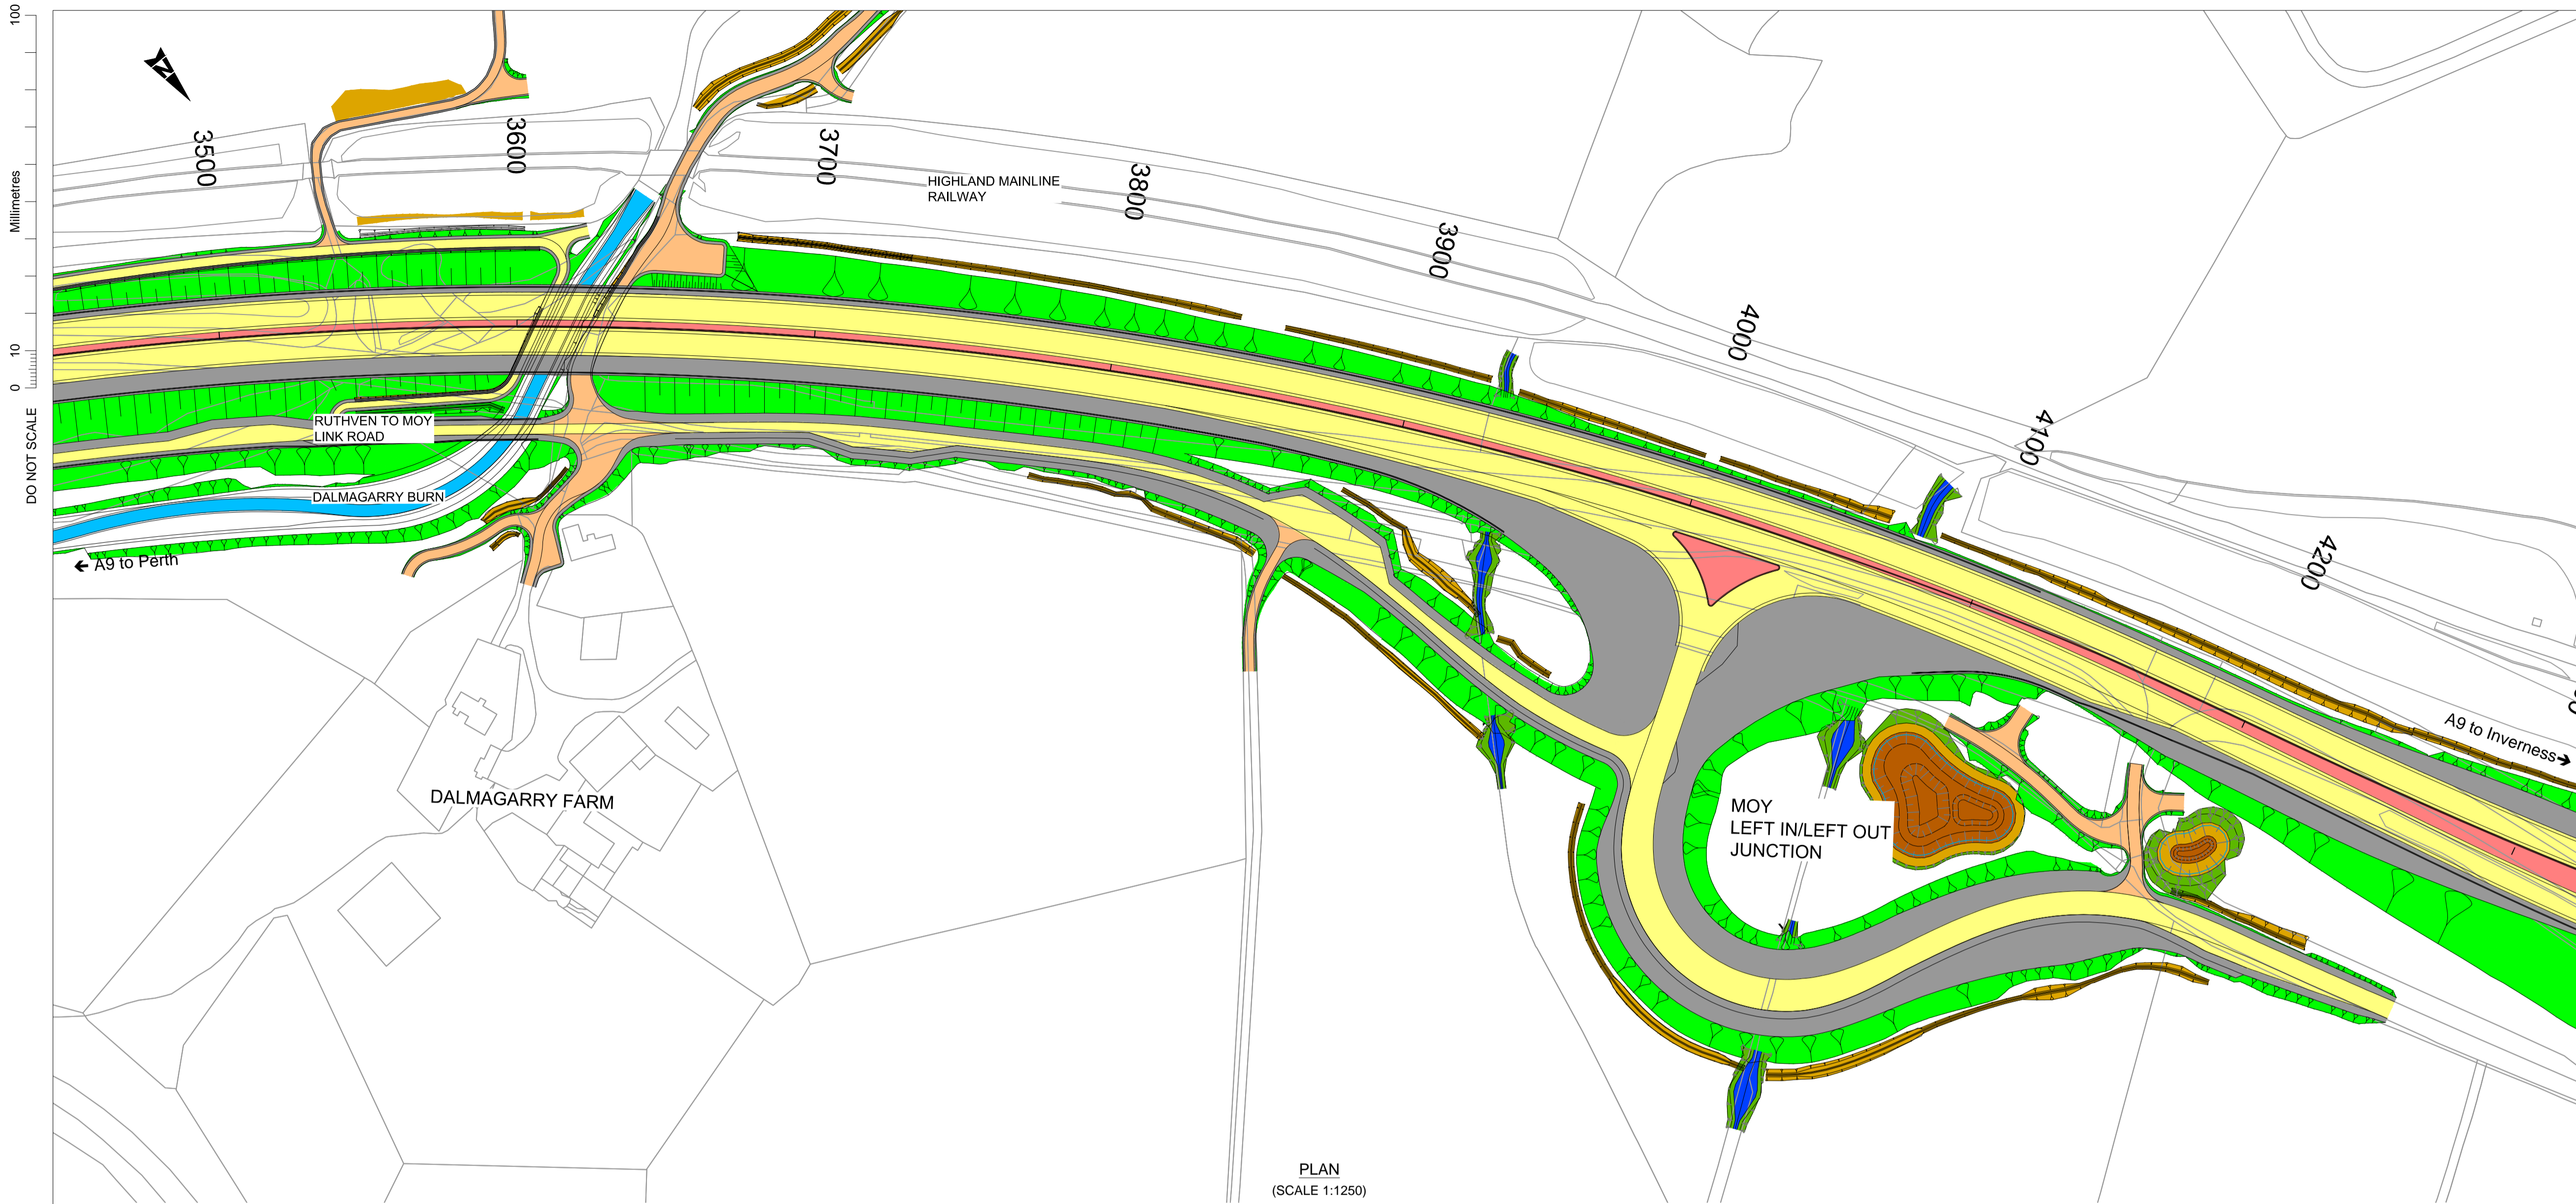 100
Millimetres
10
0
DO NOT SCALE
N
3500
3600
3700
3800
3900
4000
4100
4200
HIGHLAND MAINLINE
RAILWAY
RUTHVEN TO MOY
LINK ROAD
DALMAGARRY BURN
A9 to Perth
A9 to Inverness
DALMAGARRY FARM
MOY
LEFT IN/LEFT OUT
JUNCTION
PLAN
(SCALE 1:1250)